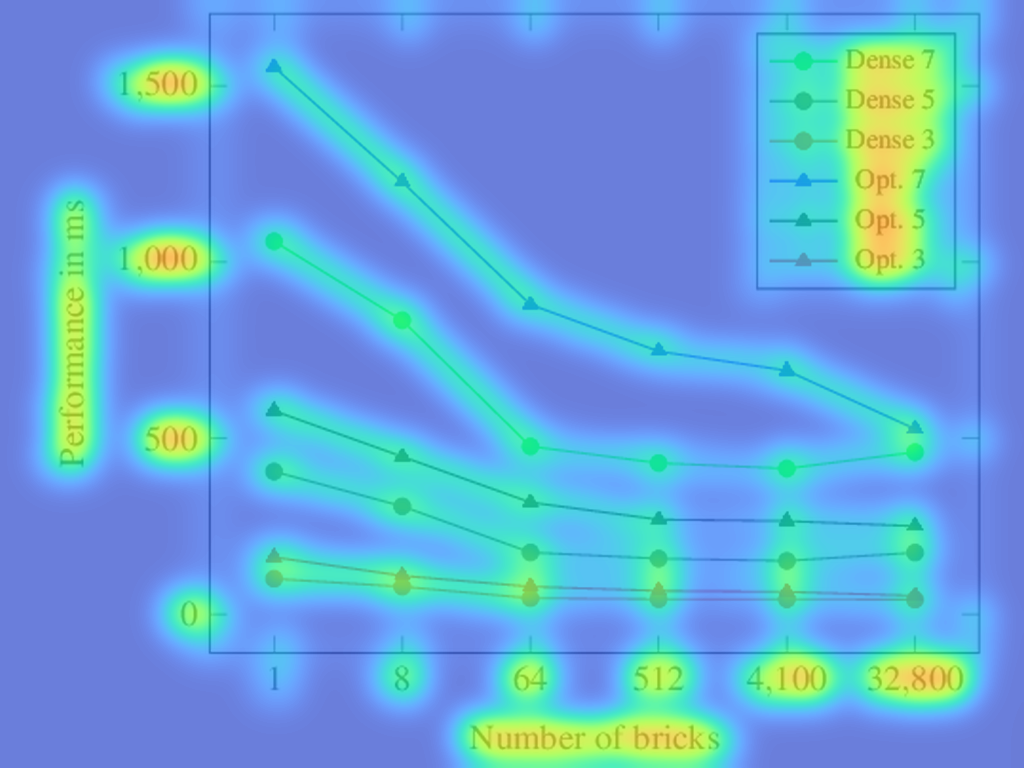 1,500
1,000
500
0
Performance in ms
1
8
64
512
4,100
32,800
Number of bricks
Dense 7
Dense 5
Dense 3
Opt. 7
Opt. 5
Opt. 3